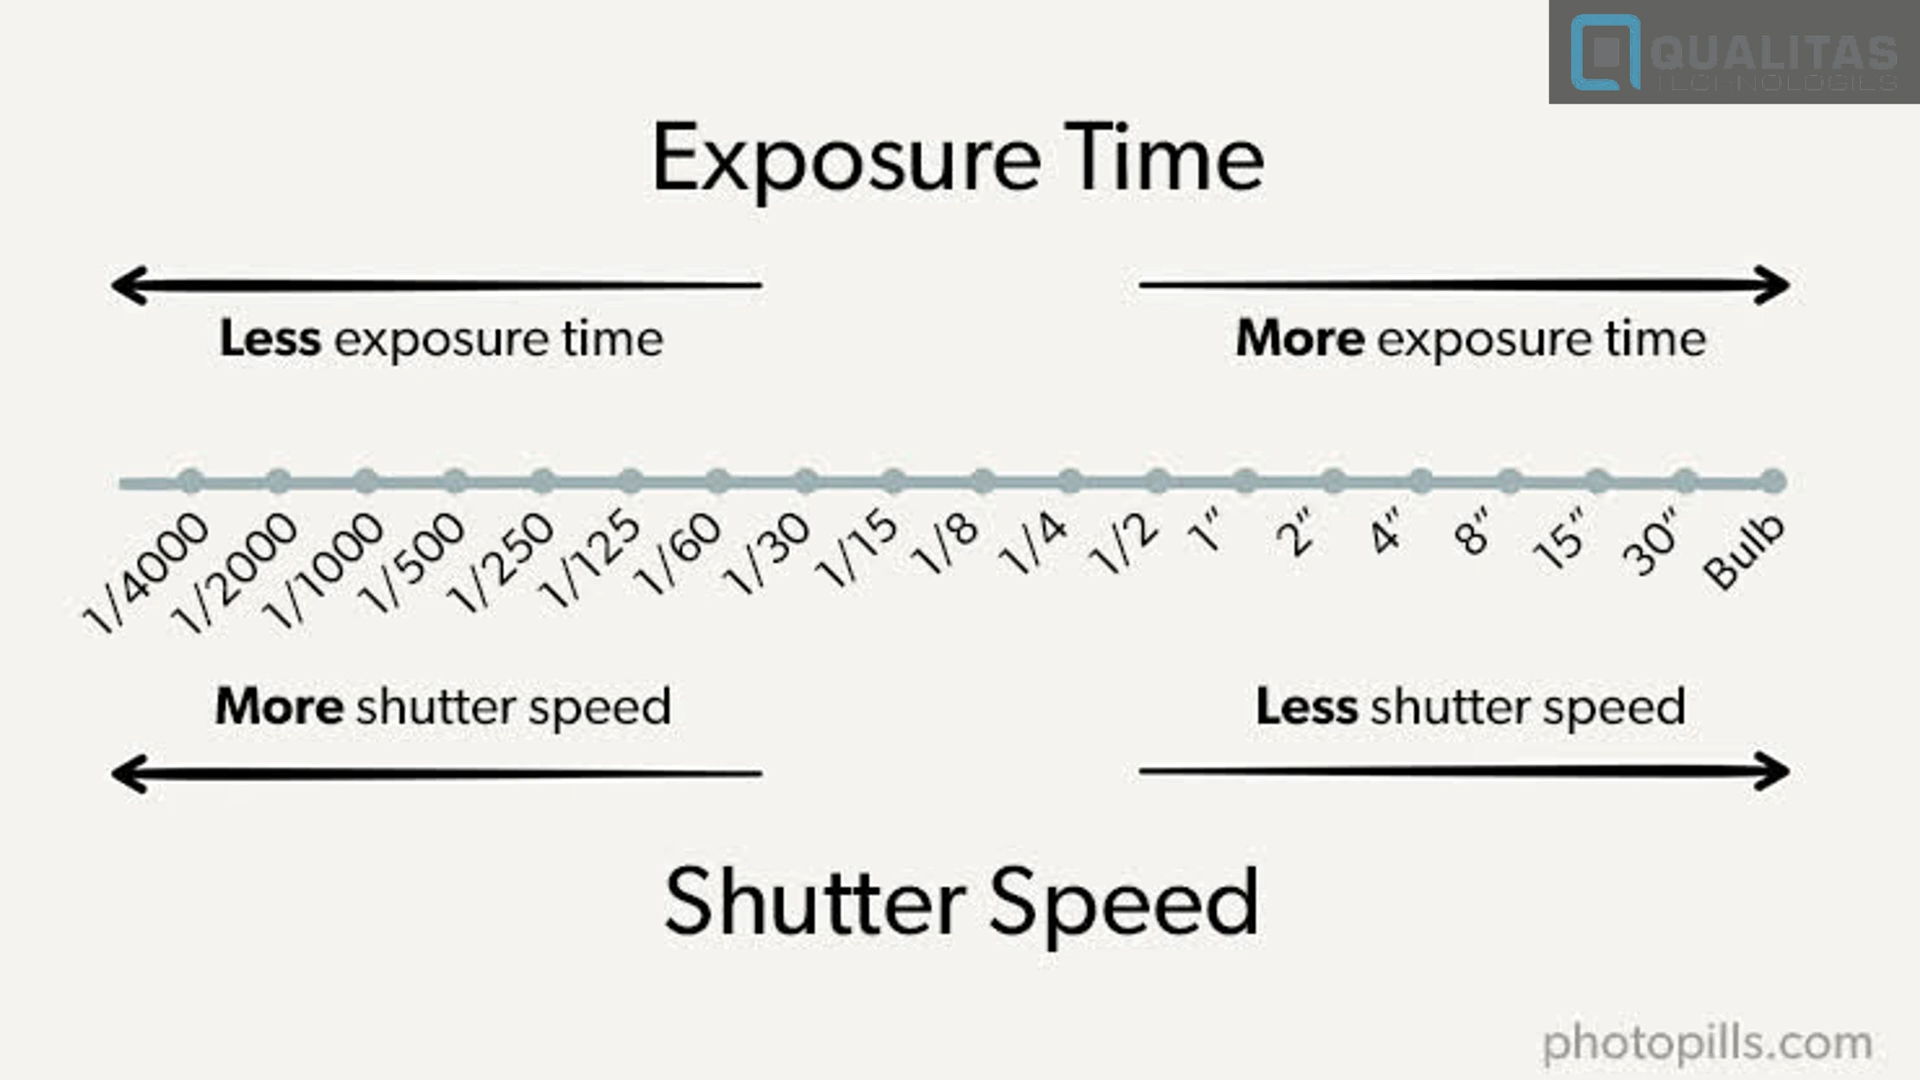 QUALITAS
TECHNOLOGIES
Exposure Time
Less exposure time
More exposure time
1/4000
1/2000
1/1000
1/500
1/250
1/125
1/60
1/30
1/15
1/8
1/4
1/2
1”
2”
4”
8”
15”
30”
Bulb
More shutter speed
Less shutter speed
Shutter Speed
photopills.com